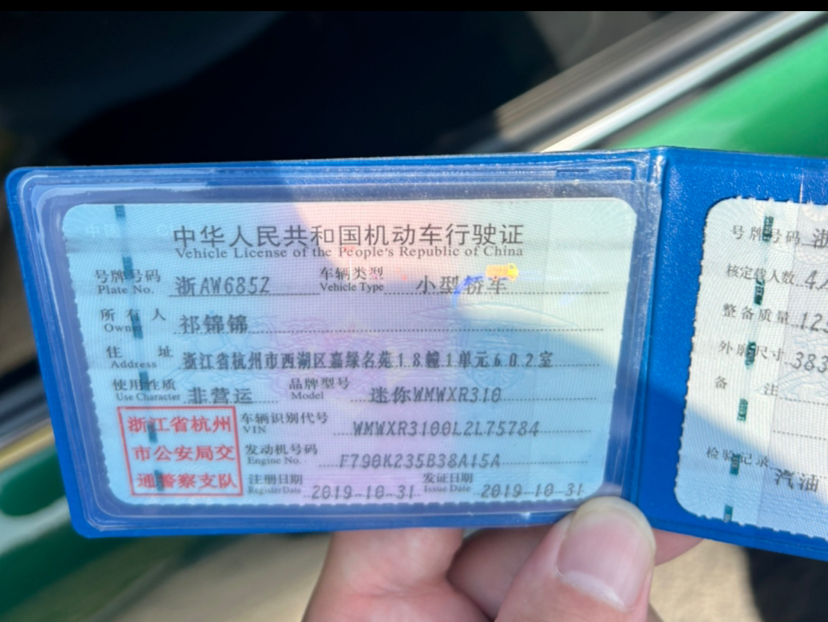 中华人民共和国机动车行驶证
Vehicle License of the People's Republic of China
号牌号码 浙AW685Z 车辆类型 小型轿车
Plate No. Vehicle Type
所有人 祁锦锦
Owner
住址 浙江省杭州市西湖区嘉绿名苑18幢1单元602室
Address
使用性质 非营运 品牌型号 迷你WMWXR310
Use Character Model
浙江省杭州
市公安局交
通警察支队
车辆识别代号 WMWXR3100L2L75784
VIN
发动机号码 F790K235B38A15A
Engine No.
注册日期 2019-10-31 发证日期 2019-10-31
Register Date Issue Date
号牌号码 浙
核定载人数 4人
整备质量 123
外廓尺寸 383
备注
检验记录
汽油